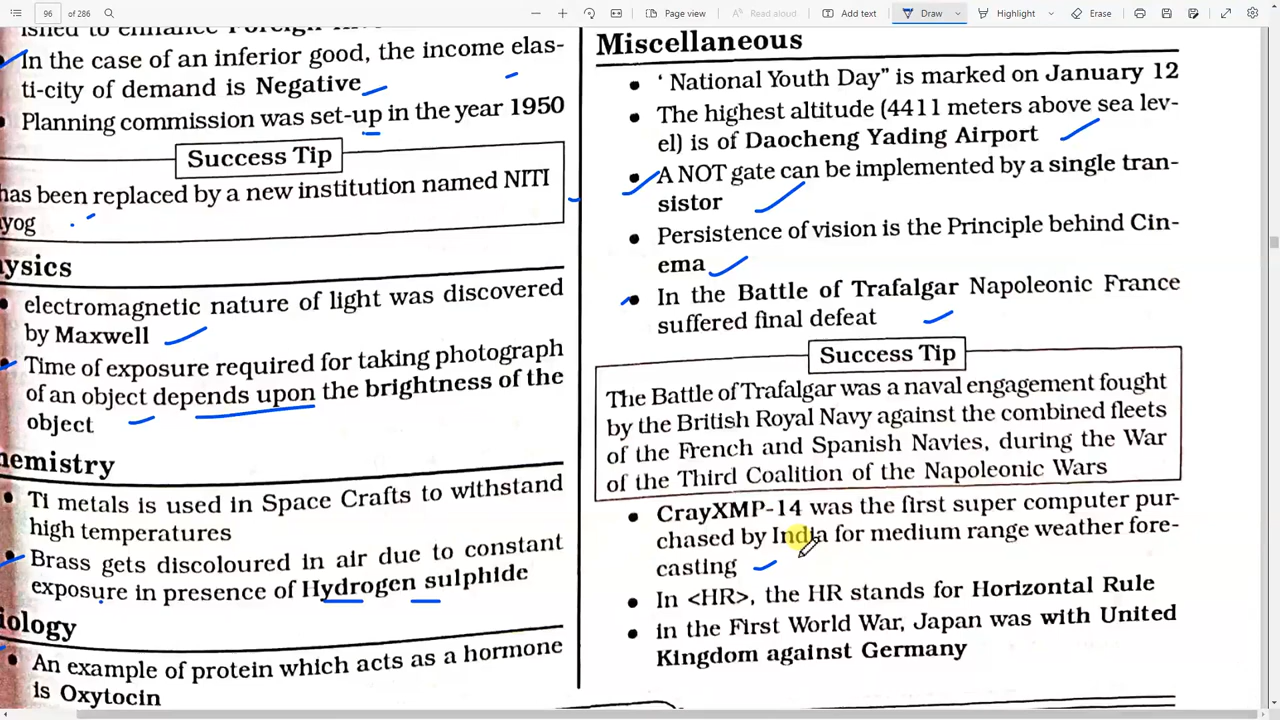 96 of 286
Page view
Read aloud
Add text
Draw
Highlight
Erase
In the case of an inferior good, the income elas-
ti-city of demand is Negative
Planning commission was set-up in the year 1950
Success Tip
has been replaced by a new institution named NITI
yog
ysics
electromagnetic nature of light was discovered
by Maxwell
Time of exposure required for taking photograph
of an object depends upon the brightness of the
object
hemistry
Ti metals is used in Space Crafts to withstand
high temperatures
Brass gets discoloured in air due to constant
exposure in presence of Hydrogen sulphide
iology
An example of protein which acts as a hormone
is Oxytocin
Miscellaneous
‘ National Youth Day” is marked on January 12
The highest altitude (4411 meters above sea lev-
el) is of Daocheng Yading Airport
A NOT gate can be implemented by a single tran-
sistor
Persistence of vision is the Principle behind Cin-
ema
In the Battle of Trafalgar Napoleonic France
suffered final defeat
Success Tip
The Battle of Trafalgar was a naval engagement fought
by the British Royal Navy against the combined fleets
of the French and Spanish Navies, during the War
of the Third Coalition of the Napoleonic Wars
CrayXMP-14 was the first super computer pur-
chased by India for medium range weather fore-
casting
In <HR>, the HR stands for Horizontal Rule
in the First World War, Japan was with United
Kingdom against Germany